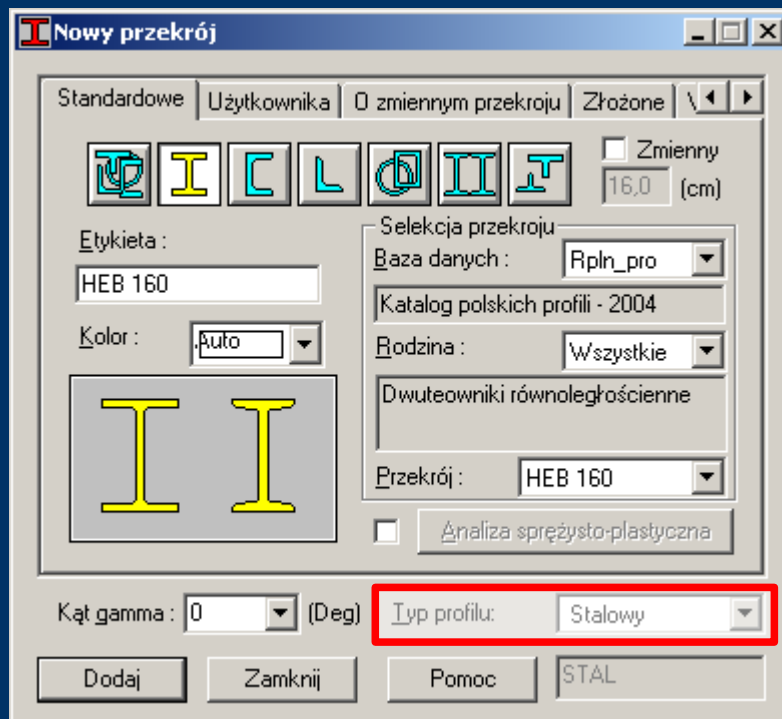 Nowy przekrój
Standardowe Użytkownika O zmiennym przekroju Złożone
Zmienny
16,0 (cm)
Etykieta :
HEB 160
Kolor : Auto
Selekcja przekroju
Baza danych : Rpln_pro
Katalog polskich profili - 2004
Rodzina : Wszystkie
Dwuteowniki równoległościenne
Przekrój : HEB 160
Analiza sprężysto-plastyczna
Kąt gamma : 0 (Deg) Typ profilu: Stalowy
Dodaj Zamknij Pomoc STAL